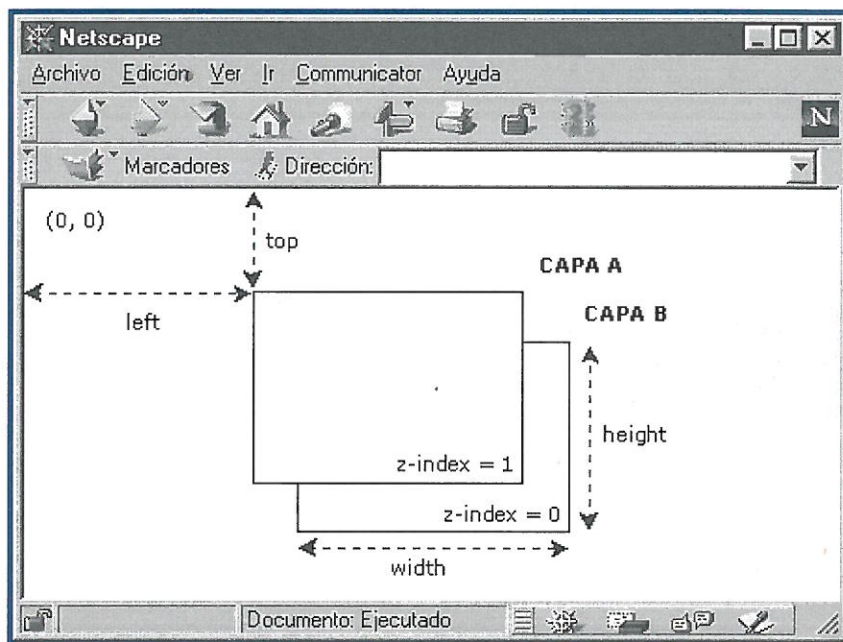 Netscape
Archivo Edición Ver Ir Communicator Ayuda
N
Marcadores Dirección:
(0, 0)
top
CAPA A
left
CAPA B
height
z-index = 1
z-index = 0
width
Documento: Ejecutado